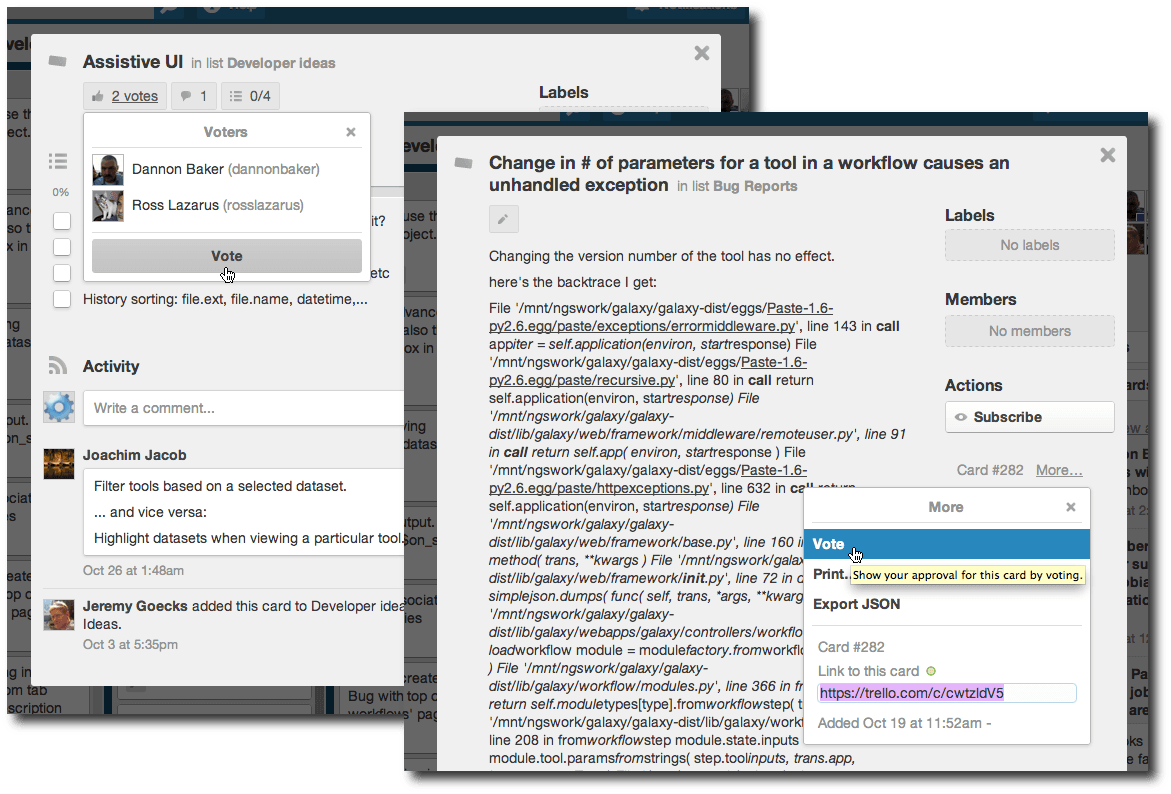 Assistive UI in list Developer ideas
2 votes 1 0/4
Voters
Dannon Baker (dannonbaker)
Ross Lazarus (rosslazarus)
Vote
0%
it?
etc
History sorting: file.ext, file.name, datetime,...
Labels
Activity
Write a comment...
Joachim Jacob
Filter tools based on a selected dataset.
... and vice versa:
Highlight datasets when viewing a particular tool.
Oct 26 at 1:48am
Jeremy Goecks added this card to Developer idea
Ideas.
Oct 3 at 5:35pm
Change in # of parameters for a tool in a workflow causes an
unhandled exception in list Bug Reports
Changing the version number of the tool has no effect.
here's the backtrace I get:
File '/mnt/ngswork/galaxy/galaxy-dist/eggs/Paste-1.6-
py2.6.egg/paste/exceptions/errormiddleware.py', line 143 in call
appiter = self.application(environ, startresponse) File
'/mnt/ngswork/galaxy/galaxy-dist/eggs/Paste-1.6-
py2.6.egg/paste/recursive.py', line 80 in call return
self.application(environ, startresponse) File
'/mnt/ngswork/galaxy/galaxy-
dist/lib/galaxy/web/framework/middleware/remoteuser.py', line 91
in call return self.app( environ, startresponse ) File
'/mnt/ngswork/galaxy/galaxy-dist/eggs/Paste-1.6-
py2.6.egg/paste/httpexceptions.py', line 632 in call return
self.application(environ, startresponse) File
'/mnt/ngswork/galaxy/galaxy-
dist/lib/galaxy/web/framework/base.py', line 160 in
method( trans, **kwargs ) File '/mnt/ngswork/galaxy/
dist/lib/galaxy/web/framework/init.py', line 72 in d
simplejson.dumps( func( self, trans, *args, **kwarg
'/mnt/ngswork/galaxy/galaxy-
dist/lib/galaxy/webapps/galaxy/controllers/workflo
loadworkflow module = modulefactory.fromworkflo
) File '/mnt/ngswork/galaxy/galaxy-
dist/lib/galaxy/workflow/modules.py', line 366 in fr
return self.moduletypes[type].fromworkflowstep( t
'/mnt/ngswork/galaxy/galaxy-dist/lib/galaxy/work
line 208 in fromworkflowstep module.state.inputs
module.tool.paramsfromstrings( step.toolinputs, trans.app,
Labels
No labels
Members
No members
Actions
Subscribe
Card #282 More...
More
Vote
Print...
Show your approval for this card by voting.
Export JSON
Card #282
Link to this card
https://trello.com/c/cwtzIdV5
Added Oct 19 at 11:52am -